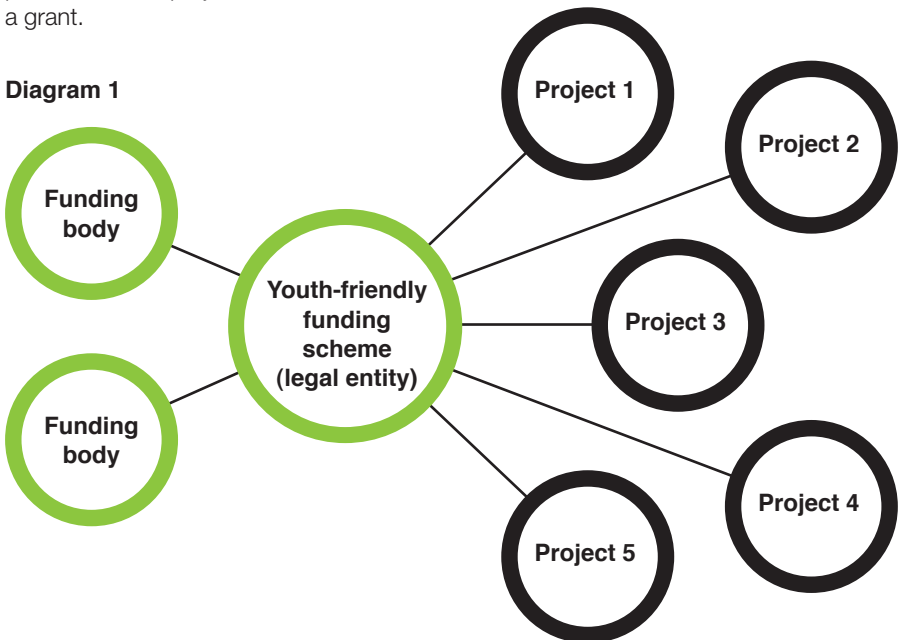 a grant.
Diagram 1
Project 1
Project 2
Funding
body
Youth-friendly
funding
scheme
(legal entity)
Project 3
Funding
body
Project 4
Project 5